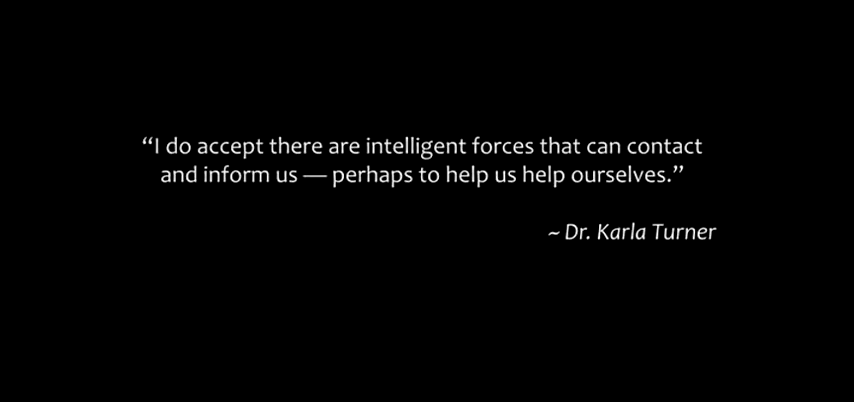 “I do accept there are intelligent forces that can contact
and inform us — perhaps to help us help ourselves.”
~ Dr. Karla Turner